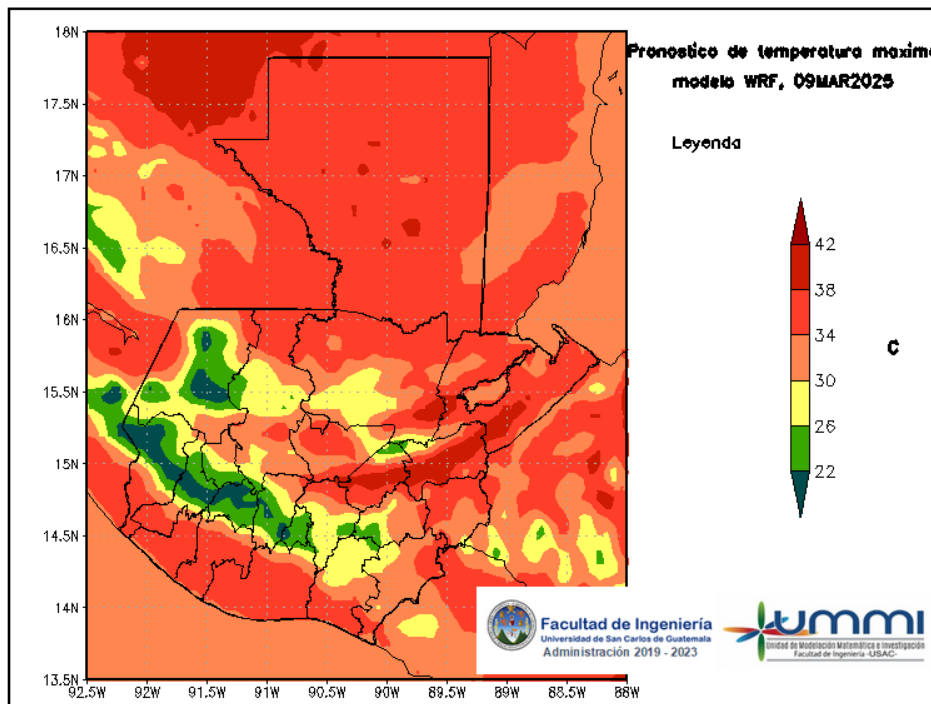 Pronostico de temperatura maxima
modelo WRF, 09MAR2025
Leyenda
42
38
34
30
26
22
C
18N
17.5N
17N
16.5N
16N
15.5N
15N
14.5N
14N
13.5N
92.5W 92W 91.5W 91W 90.5W 90W 89.5W 89W 88.5W 88W
Facultad de Ingeniería
Universidad de San Carlos de Guatemala
Administración 2019 - 2023
UMMI
Unidad de Modelación Matemática e Investigación
Facultad de Ingeniería -USAC-